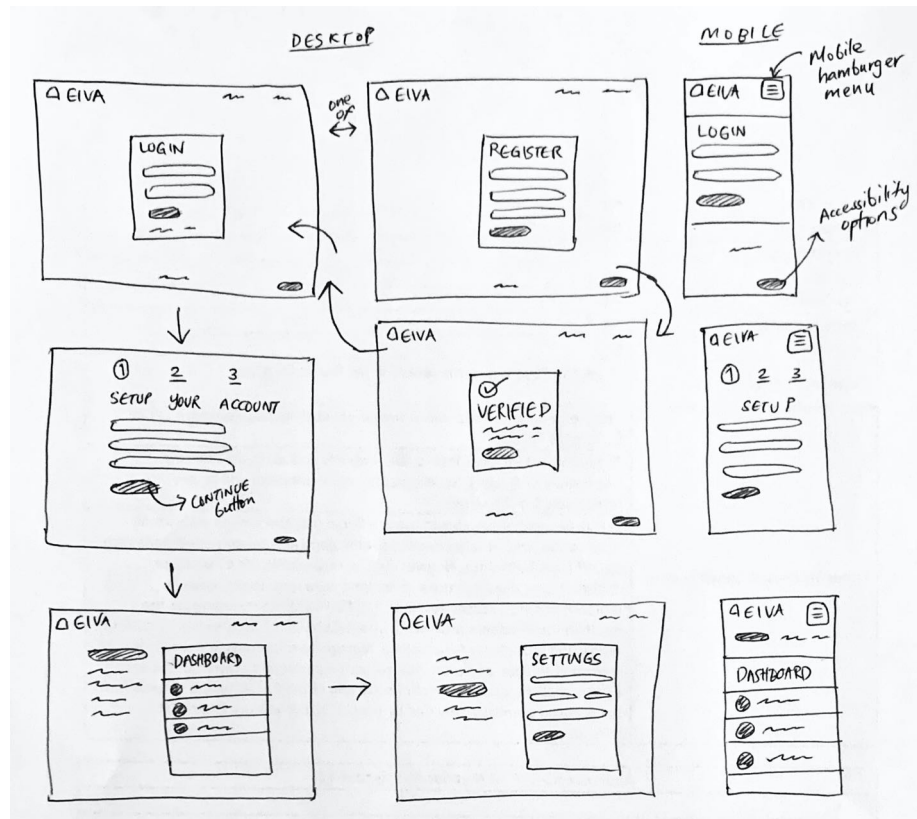 DESKTOP
MOBILE
Mobile
hamburger
menu
EIVA
LOGIN
one
of
EIVA
REGISTER
EIVA
LOGIN
Accessibility
options
1 2 3
SETUP YOUR ACCOUNT
CONTINUE
button
EIVA
VERIFIED
EIVA
1 2 3
SETUP
EIVA
DASHBOARD
EIVA
SETTINGS
EIVA
DASHBOARD